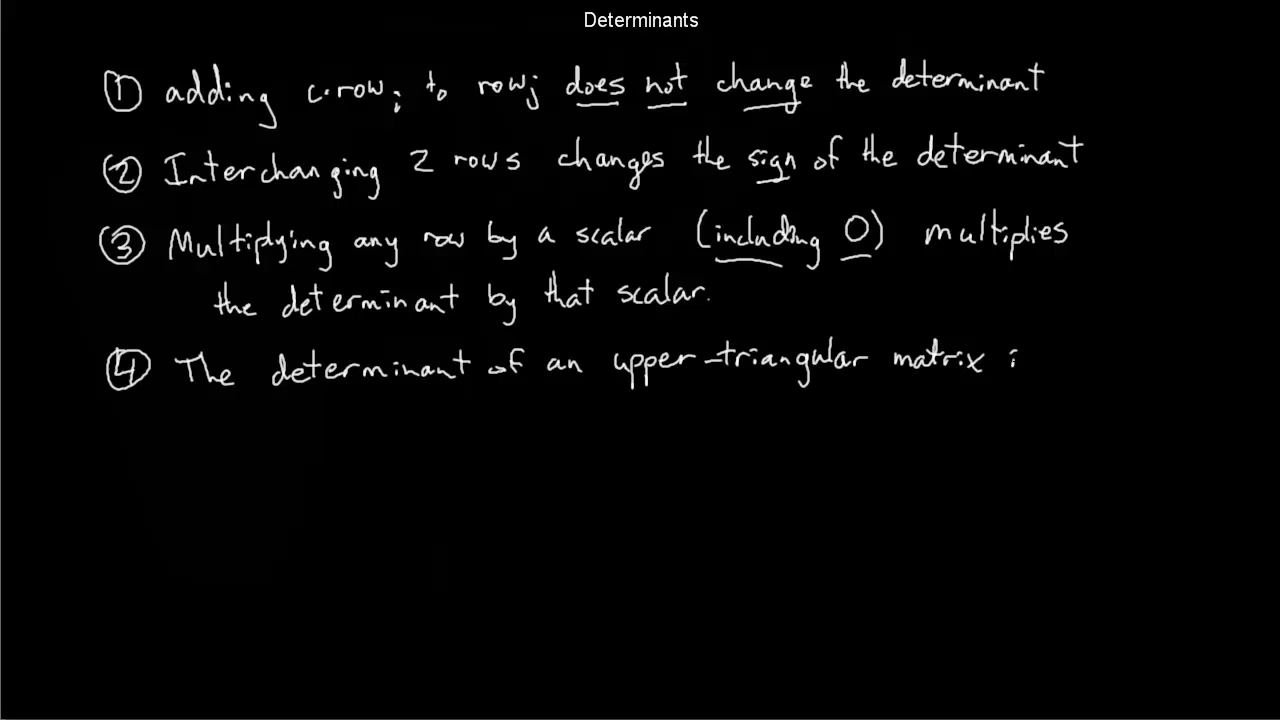 Determinants
① adding c·rowᵢ to rowⱼ does not change the determinant
② Interchanging 2 rows changes the sign of the determinant
③ Multiplying any row by a scalar (including 0) multiplies
the determinant by that scalar.
④ The determinant of an upper-triangular matrix i